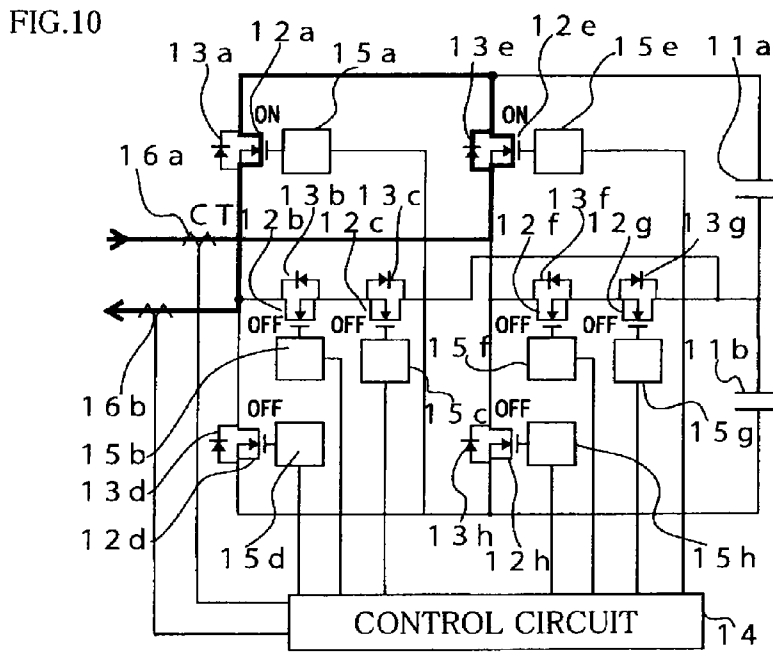 FIG.10
12a 12e
13a 15a 13e 15e 11a
ON ON
16a
13b 13c 13f
CT 12b 12c 12f 12g 13g
OFF OFF OFF OFF
15f 11b
16b OFF 15c OFF 15g
15b
13d
12d 15d 13h 12h 15h
CONTROL CIRCUIT 14